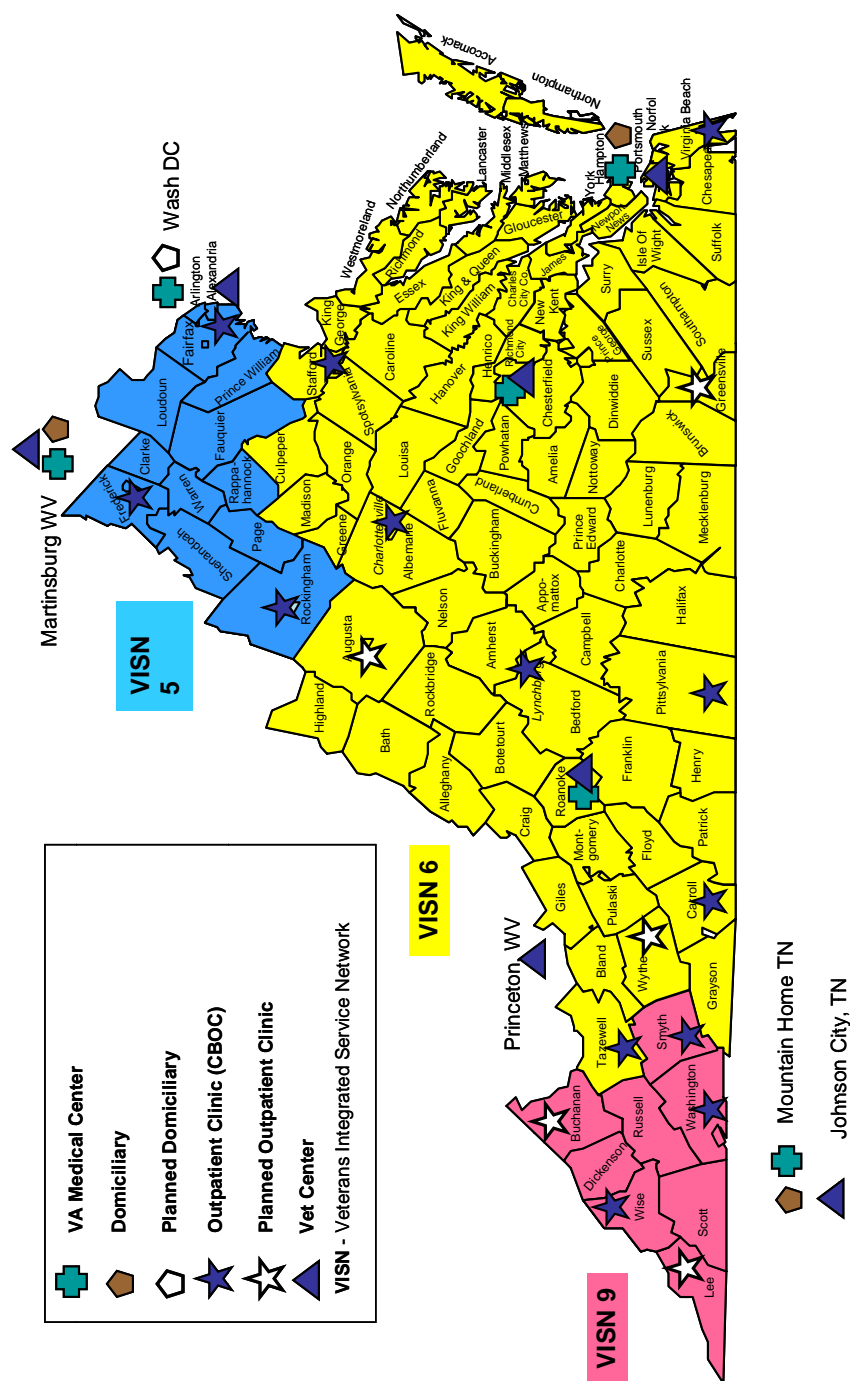 Martinsburg WV
Wash DC
VISN
5
VISN 6
VISN 9
Princeton, WV
Mountain Home TN
Johnson City, TN
VA Medical Center
Domiciliary
Planned Domiciliary
Outpatient Clinic (CBOC)
Planned Outpatient Clinic
Vet Center
VISN - Veterans Integrated Service Network
Frederick
Clarke
Loudoun
Arlington
Alexandria
Fairfax
Prince William
Fauquier
Warren
Rappa-
hannock
Shenandoah
Page
Rockingham
Culpeper
Stafford
King
George
Madison
Orange
Spotsylvania
Caroline
Westmoreland
Northumberland
Richmond
Lancaster
Essex
Middlesex
Matthews
Accomack
Northampton
Greene
Charlottesville
Albemarle
Louisa
Hanover
King & Queen
King William
Gloucester
Highland
Augusta
Nelson
Fluvanna
Goochland
Henrico
Richmond
City
Charles
City Co.
New
Kent
James
York
Hampton
Newport
News
Portsmouth
Norfol
k
Virginia Beach
Chesapea
Bath
Rockbridge
Amherst
Buckingham
Cumberland
Powhatan
Chesterfield
Amelia
Prince
George
Surry
Isle Of
Wight
Suffolk
Alleghany
Botetourt
Lynchburg
Appo-
mattox
Prince
Edward
Nottoway
Dinwiddie
Sussex
Southampton
Craig
Roanoke
Bedford
Campbell
Charlotte
Lunenburg
Brunswick
Greensville
Giles
Mont-
gomery
Franklin
Pittsylvania
Halifax
Mecklenburg
Bland
Pulaski
Floyd
Henry
Patrick
Tazewell
Wythe
Carroll
Grayson
Buchanan
Smyth
Dickenson
Russell
Washington
Wise
Scott
Lee